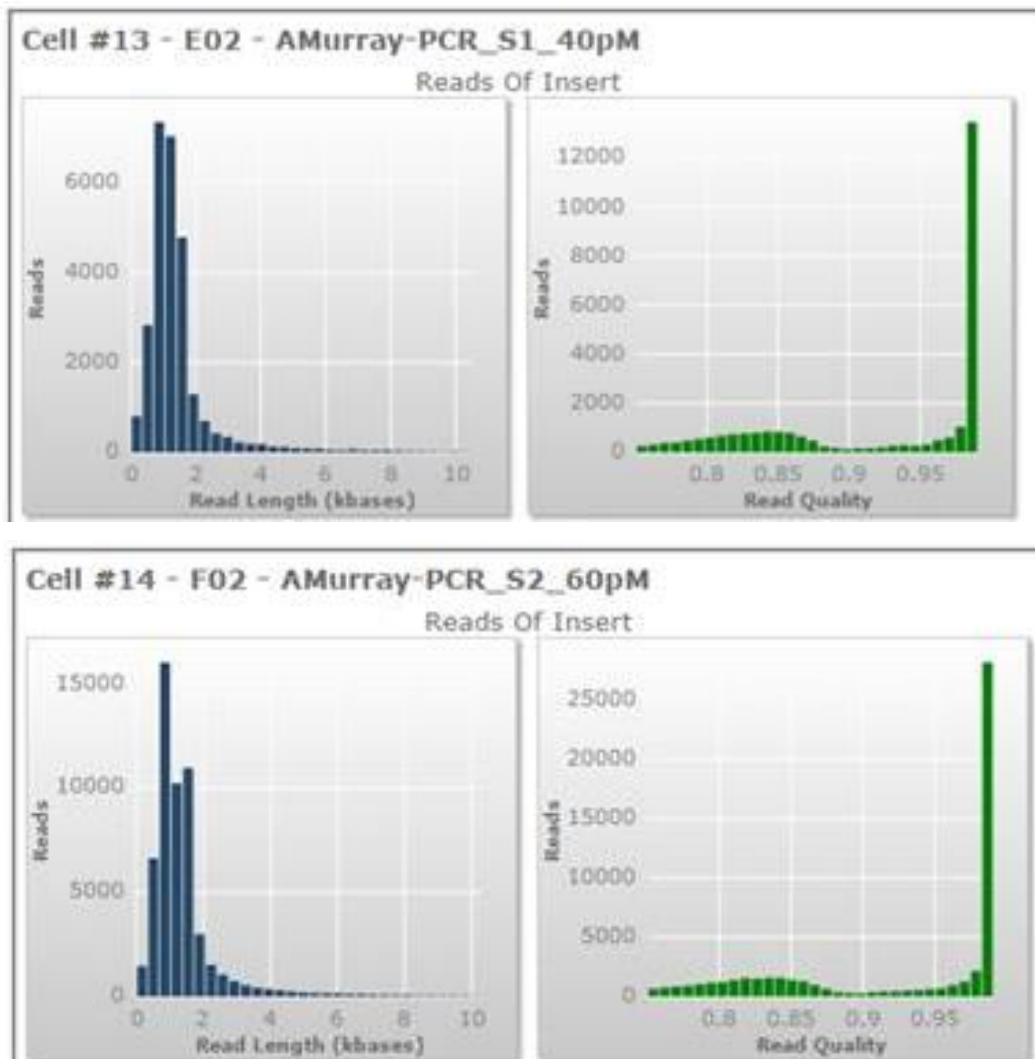 Cell #13 - E02 - AMurray-PCR_S1_40pM
Reads Of Insert
Reads
6000
4000
2000
0
0 2 4 6 8 10
Read Length (kbases)
Reads
12000
10000
8000
6000
4000
2000
0
0.8 0.85 0.9 0.95
Read Quality
Cell #14 - F02 - AMurray-PCR_S2_60pM
Reads Of Insert
Reads
15000
10000
5000
0
0 2 4 6 8 10
Read Length (kbases)
Reads
25000
20000
15000
10000
5000
0
0.8 0.85 0.9 0.95
Read Quality